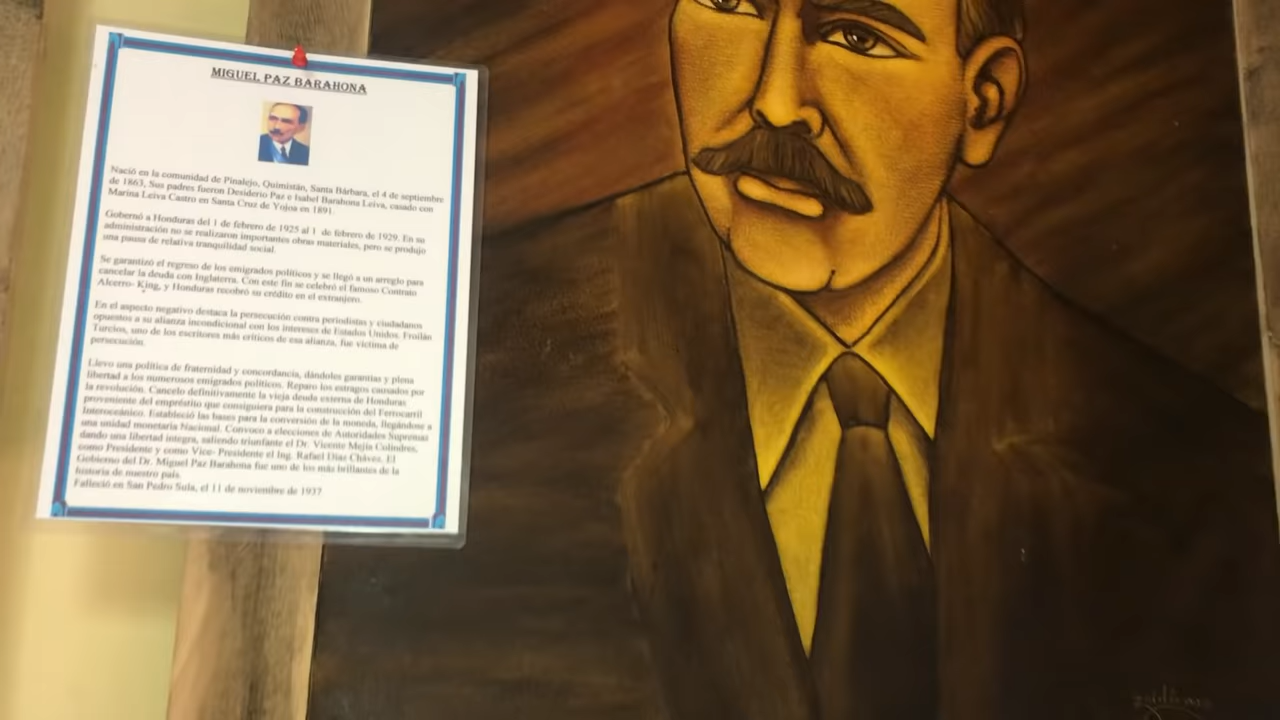 MIGUEL PAZ BARAHONA
Nació en la comunidad de Pinalejo, Quimistán, Santa Bárbara, el 4 de septiembre
de 1863, Sus padres fueron Desiderio Paz e Isabel Barahona Leiva, casado con
Marina Leiva Castro en Santa Cruz de Yojoa en 1891.
Gobernó a Honduras del 1 de febrero de 1925 al 1 de febrero de 1929. En su
administración no se realizaron importantes obras materiales, pero se produjo
una pausa de relativa tranquilidad social.
Se garantizó el regreso de los emigrados políticos y se llegó a un arreglo para
cancelar la deuda con Inglaterra. Con este fin se celebró el famoso Contrato
Alcerro- King, y Honduras recobró su crédito en el extranjero.
En el aspecto negativo destaca la persecución contra periodistas y ciudadanos
opuestos a su alianza incondicional con los intereses de Estados Unidos. Froilán
Turcios, uno de los escritores más críticos de esa alianza, fue víctima de
persecución.
Llevo una política de fraternidad y concordancia, dándoles garantías y plena
libertad a los numerosos emigrados políticos. Reparo los estragos causados por
la revolución. Cancelo definitivamente la vieja deuda externa de Honduras
proveniente del empréstito que consiguiera para la construcción del Ferrocarril
Interoceánico. Estableció las bases para la conversión de la moneda, llegándose a
una unidad monetaria Nacional. Convoco a elecciones de Autoridades Supremas
dando una libertad integra, saliendo triunfante el Dr. Vicente Mejía Colindres,
como Presidente y como Vice- Presidente el Ing. Rafael Díaz Chávez. El
Gobierno del Dr. Miguel Paz Barahona fue uno de los más brillantes de la
historia de nuestro país.
Falleció en San Pedro Sula, el 11 de noviembre de 1937